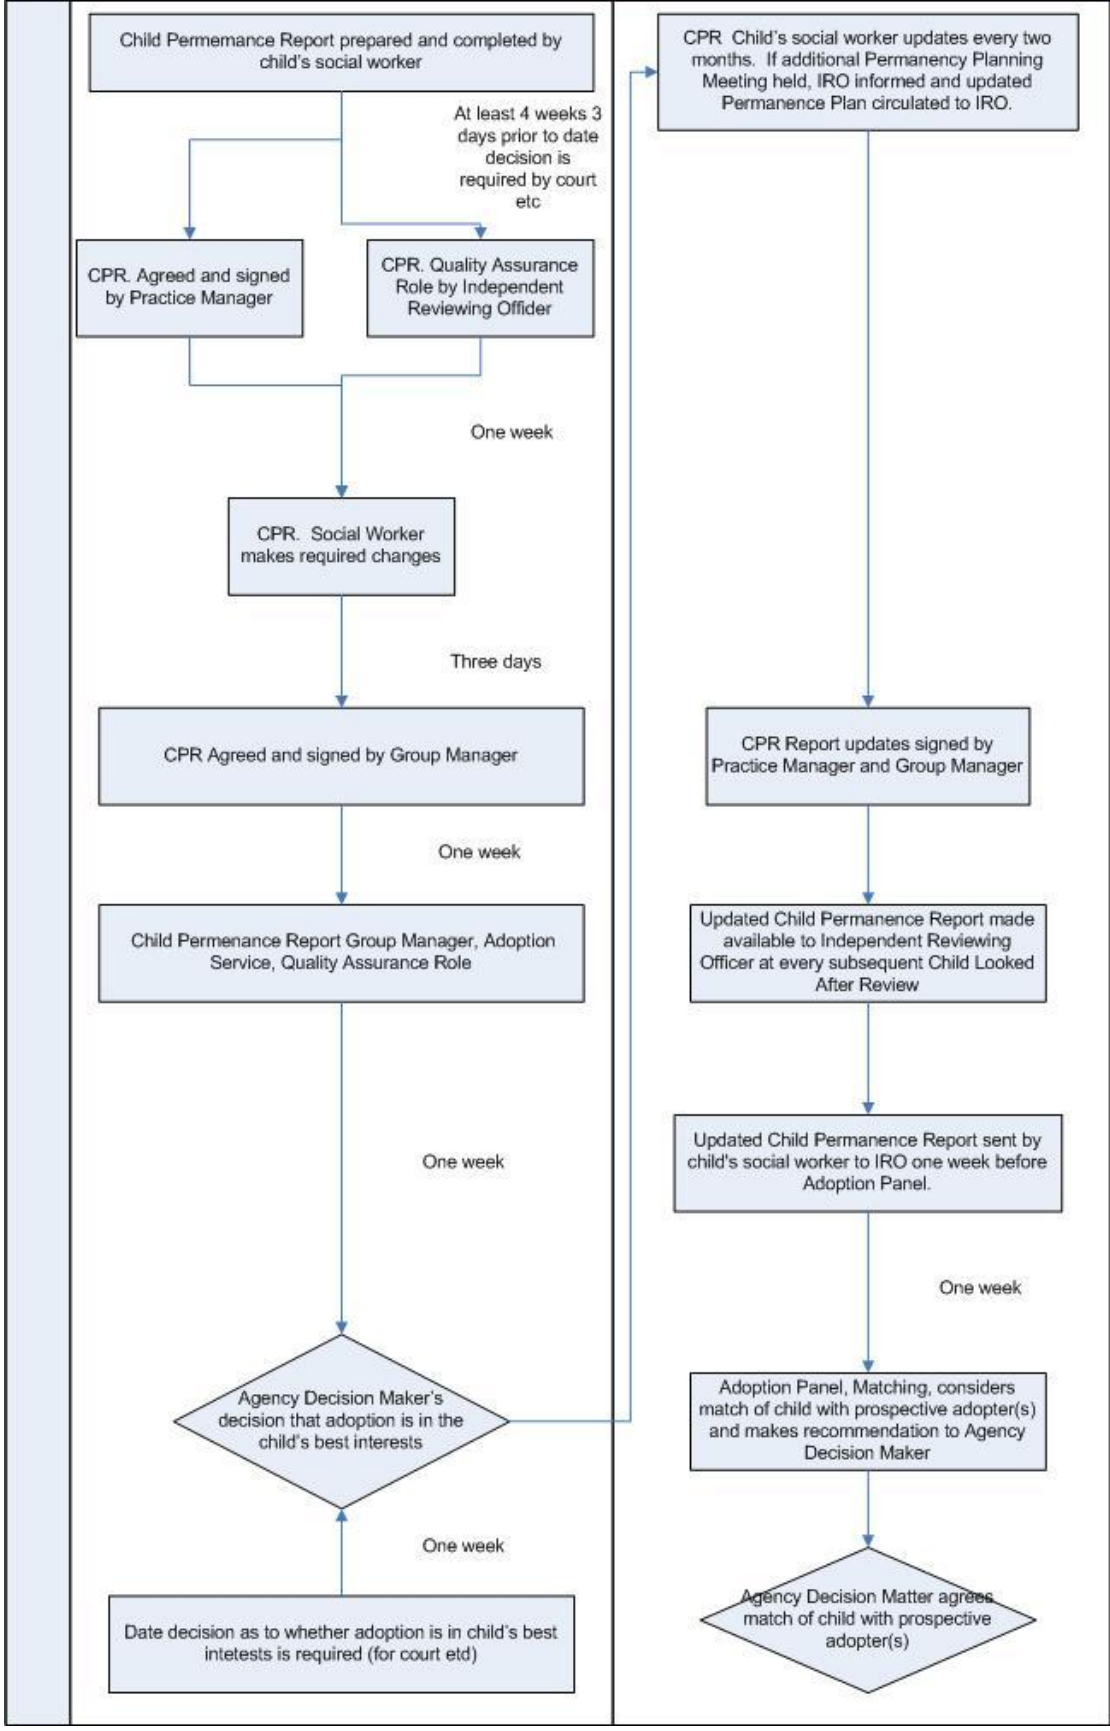 Child Permemance Report prepared and completed by
child's social worker
At least 4 weeks 3
days prior to date
decision is
required by court
etc
CPR. Agreed and signed
by Practice Manager
CPR. Quality Assurance
Role by Independent
Reviewing Offider
One week
CPR.  Social Worker
makes required changes
Three days
CPR Agreed and signed by Group Manager
One week
Child Permenance Report Group Manager, Adoption
Service, Quality Assurance Role
One week
Agency Decision Maker's
decision that adoption is in the
child's best interests
One week
Date decision as to whether adoption is in child's best
intetests is required (for court etd)
CPR  Child's social worker updates every two
months.  If additional Permanency Planning
Meeting held, IRO informed and updated
Permanence Plan circulated to IRO.
CPR Report updates signed by
Practice Manager and Group Manager
Updated Child Permanence Report made
available to Independent Reviewing
Officer at every subsequent Child Looked
After Review
Updated Child Permanence Report sent by
child's social worker to IRO one week before
Adoption Panel.
One week
Adoption Panel, Matching, considers
match of child with prospective adopter(s)
and makes recommendation to Agency
Decision Maker
Agency Decision Matter agrees
match of child with prospective
adopter(s)